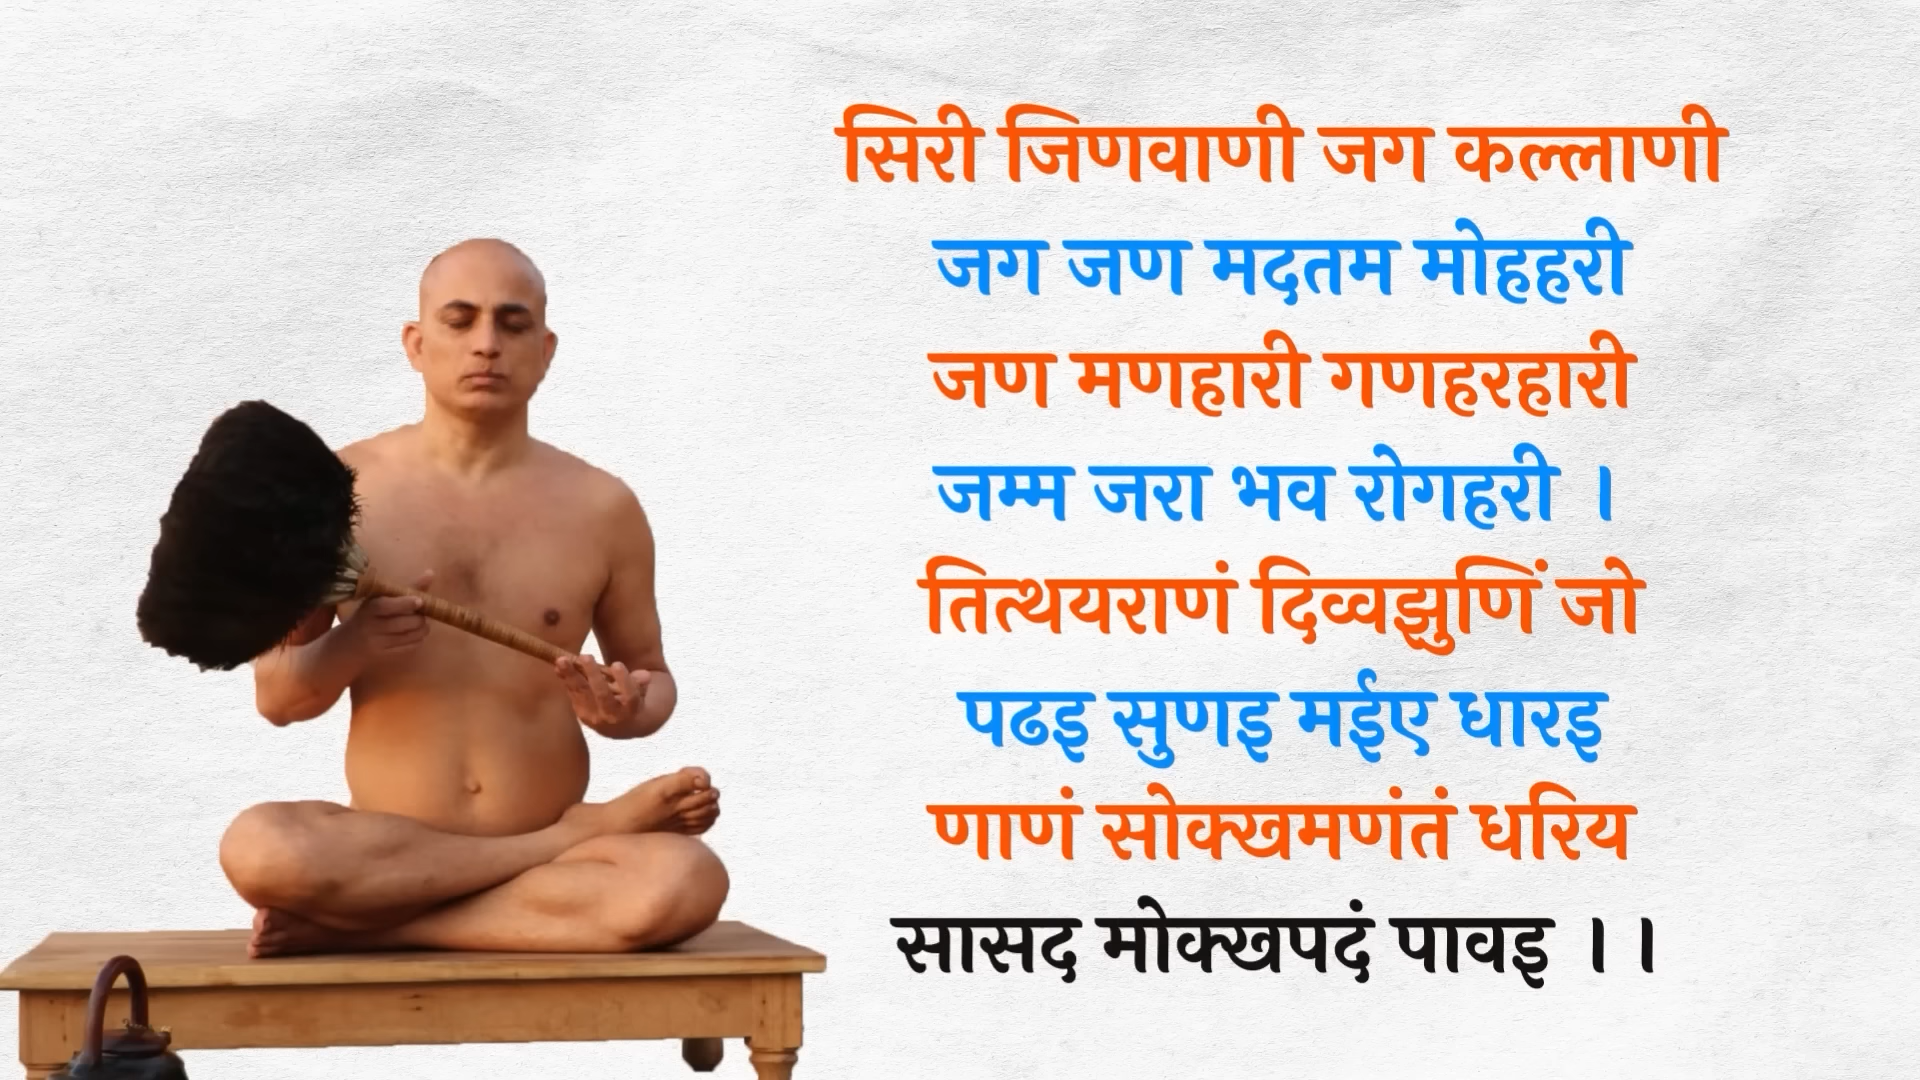 सिरी जिणवाणी जग कल्लाणी
जग जण मदतम मोहहरी
जण मणहारी गणहरहारी
जम्म जरा भव रोगहरी ।
तित्थयराणं दिव्वझुणिं जो
पढइ सुणइ मईए धारइ
णाणं सोक्खमणंतं धरिय
सासद मोक्खपदं पावइ ।।